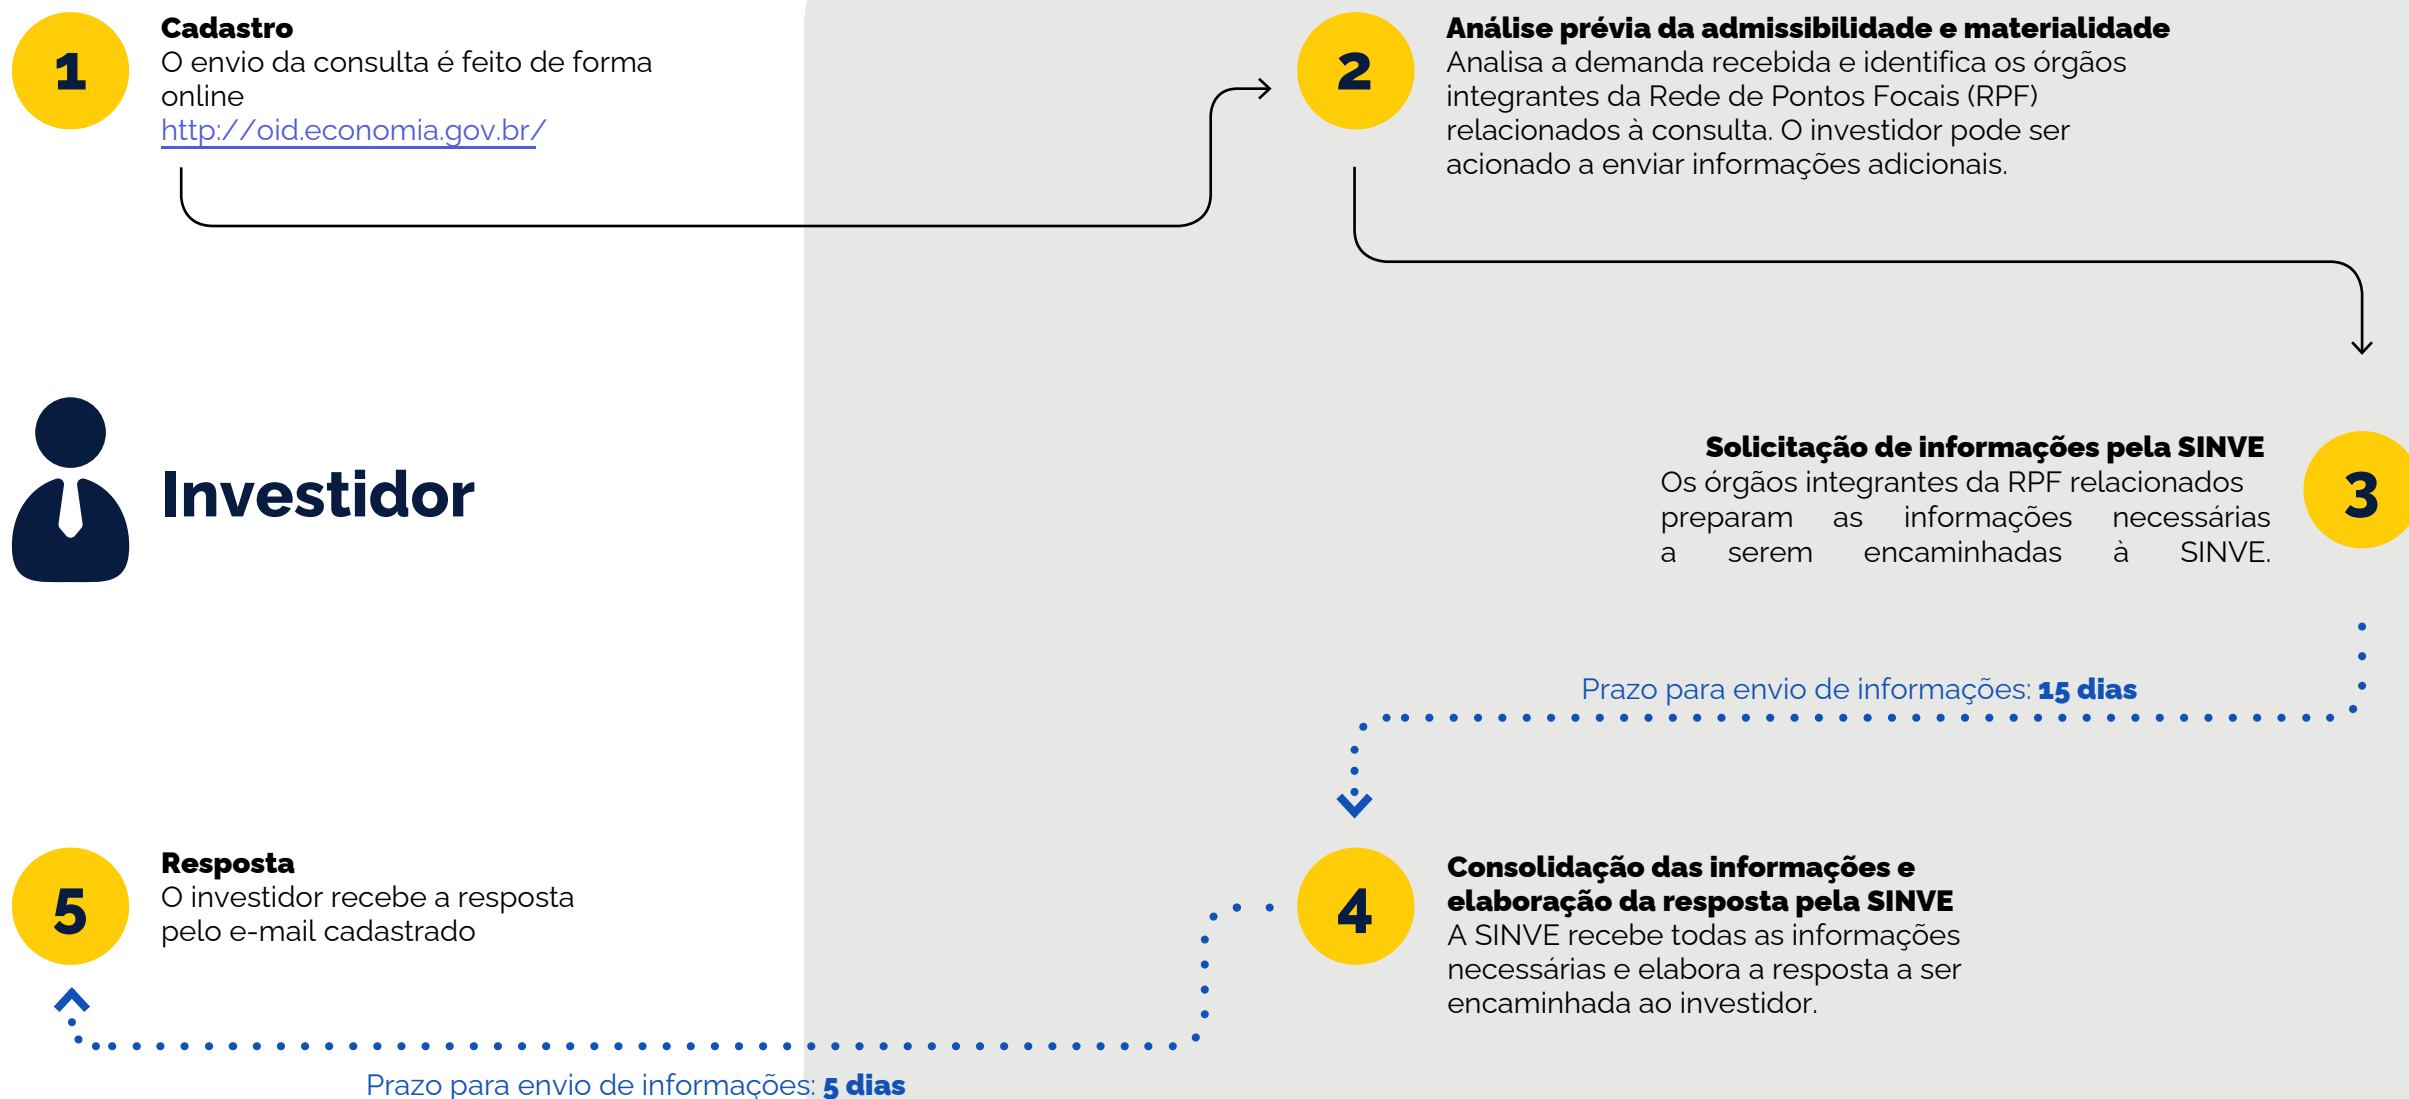 1
Cadastro
O envio da consulta é feito de forma
online
http://oid.economia.gov.br/
2
Análise prévia da admissibilidade e materialidade
Analisa a demanda recebida e identifica os órgãos
integrantes da Rede de Pontos Focais (RPF)
relacionados à consulta. O investidor pode ser
acionado a enviar informações adicionais.
Investidor
Solicitação de informações pela SINVE
Os órgãos integrantes da RPF relacionados
preparam as informações necessárias
a serem encaminhadas à SINVE.
3
Prazo para envio de informações: 15 dias
5
Resposta
O investidor recebe a resposta
pelo e-mail cadastrado
4
Consolidação das informações e
elaboração da resposta pela SINVE
A SINVE recebe todas as informações
necessárias e elabora a resposta a ser
encaminhada ao investidor.
Prazo para envio de informações: 5 dias